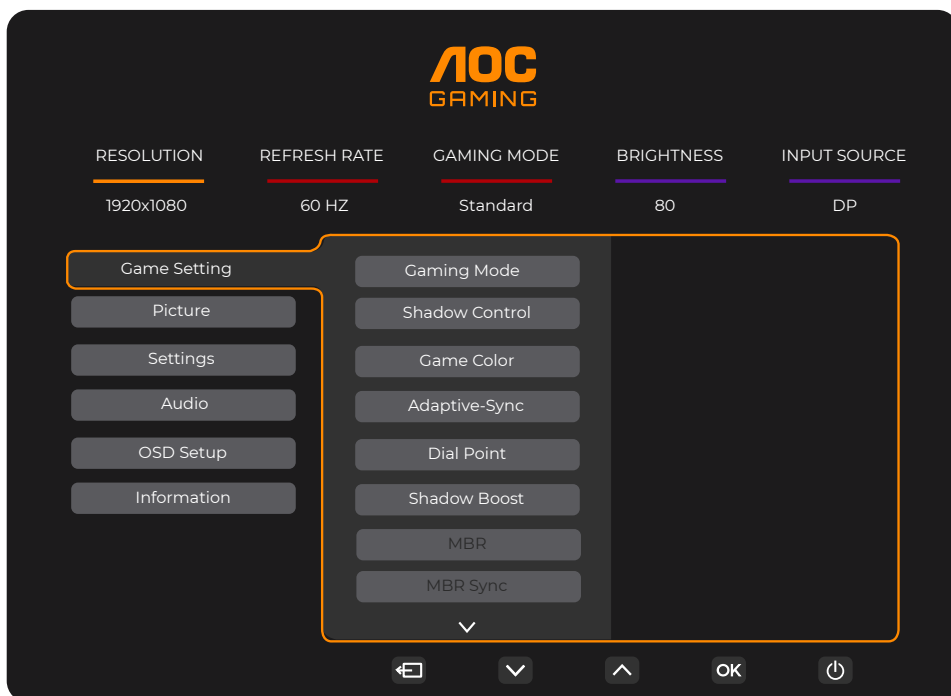 AOC
GAMING
RESOLUTION REFRESH RATE GAMING MODE BRIGHTNESS INPUT SOURCE
1920x1080 60 HZ Standard 80 DP
Game Setting
Picture
Settings
Audio
OSD Setup
Information
Gaming Mode
Shadow Control
Game Color
Adaptive-Sync
Dial Point
Shadow Boost
MBR
MBR Sync
OK